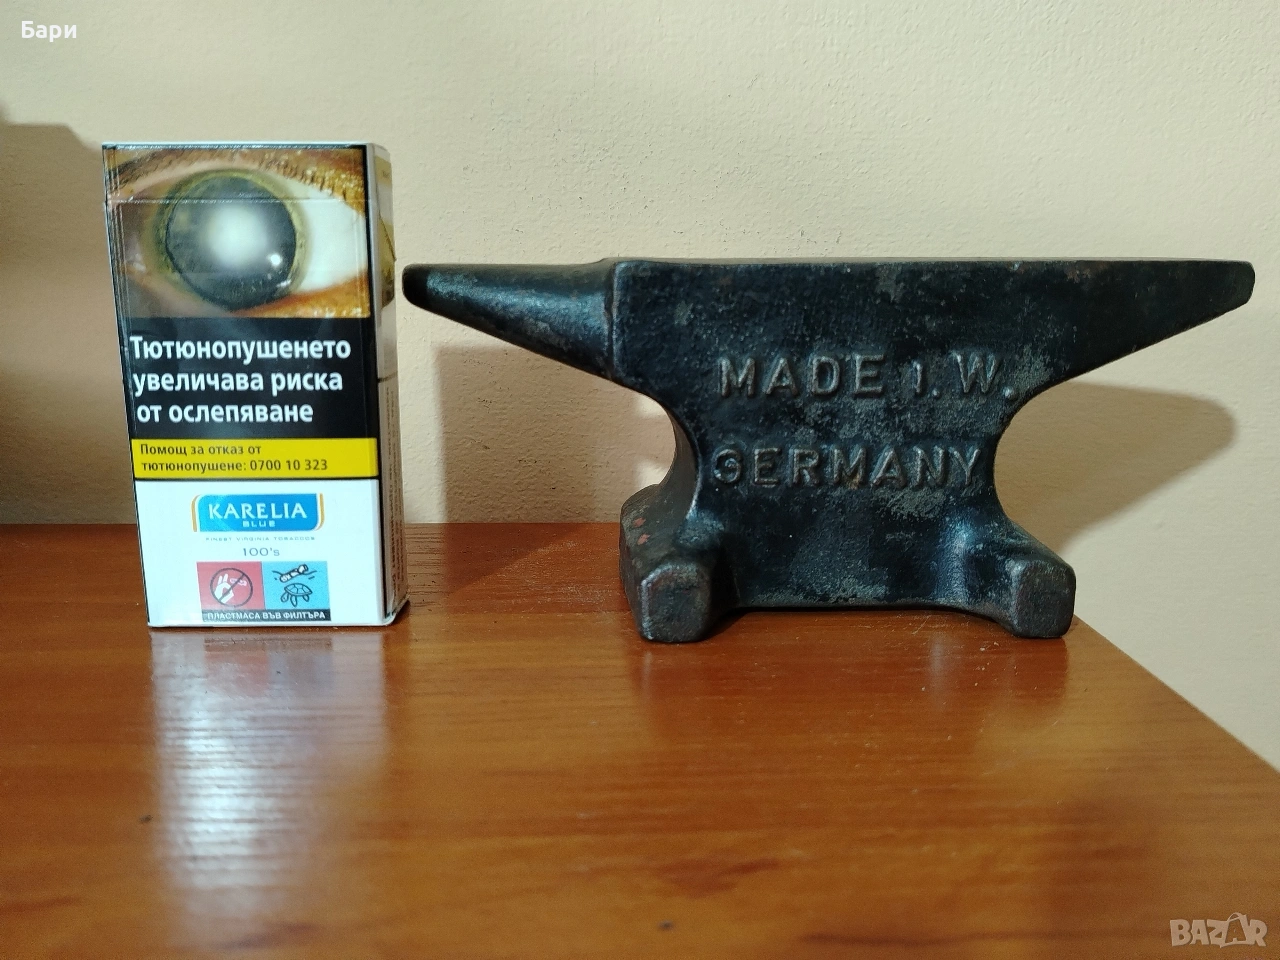 Бари
Тютюнопушенето
увеличава риска
от ослепяване
Помощ за отказ от
тютюнопушене: 0700 10 323
KARELIA
BLUE
FINEST VIRGINIA TOBACCOS
100's
ПЛАСТМАСА ВЪВ ФИЛТЪРА
MADE I. W.
GERMANY
BAZAR